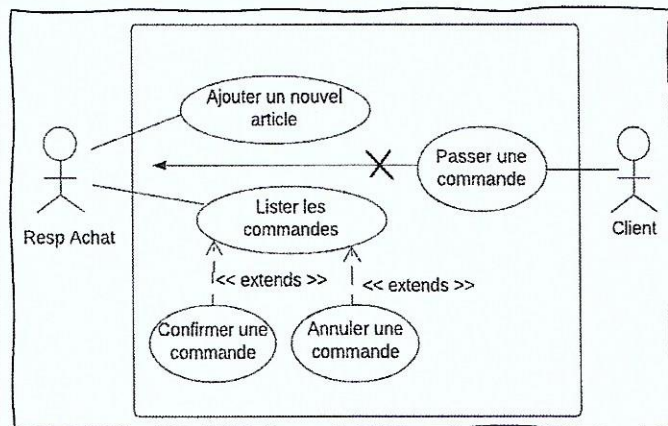 Ajouter un nouvel
article
Passer une
commande
Resp Achat
Lister les
commandes
Client
<< extends >>
<< extends >>
Confirmer une
commande
Annuler une
commande